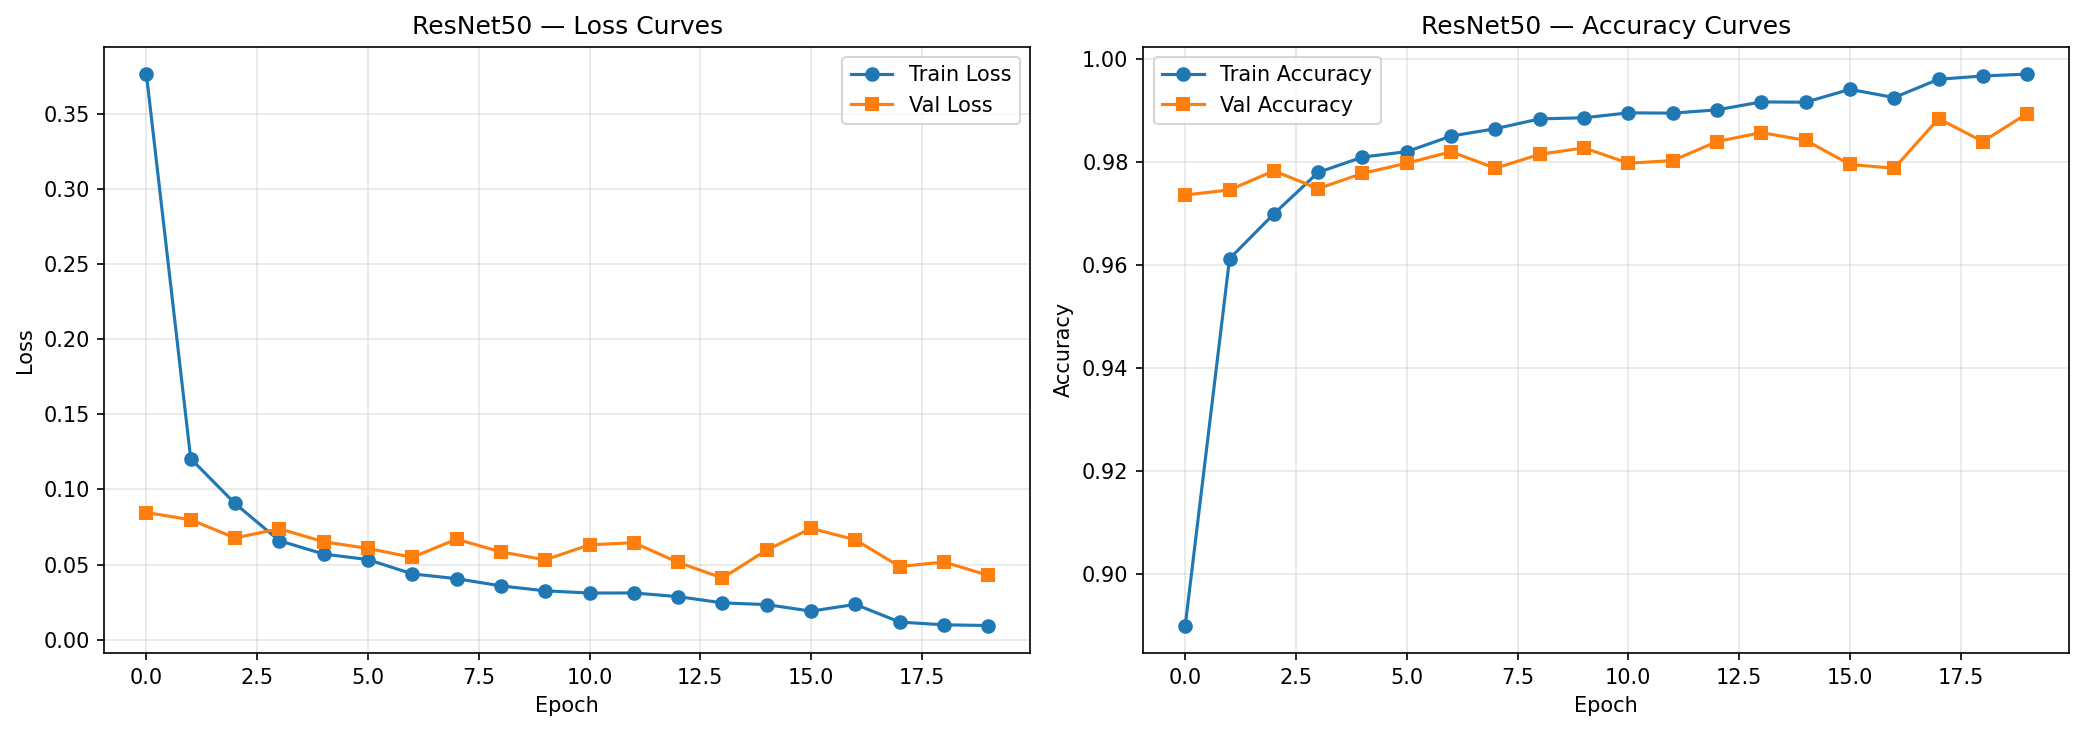 ResNet50 — Loss Curves
Train Loss
Val Loss
0.35
0.30
0.25
0.20
0.15
0.10
0.05
0.00
Loss
0.0 2.5 5.0 7.5 10.0 12.5 15.0 17.5
Epoch
ResNet50 — Accuracy Curves
Train Accuracy
Val Accuracy
1.00
0.98
0.96
0.94
0.92
0.90
Accuracy
0.0 2.5 5.0 7.5 10.0 12.5 15.0 17.5
Epoch